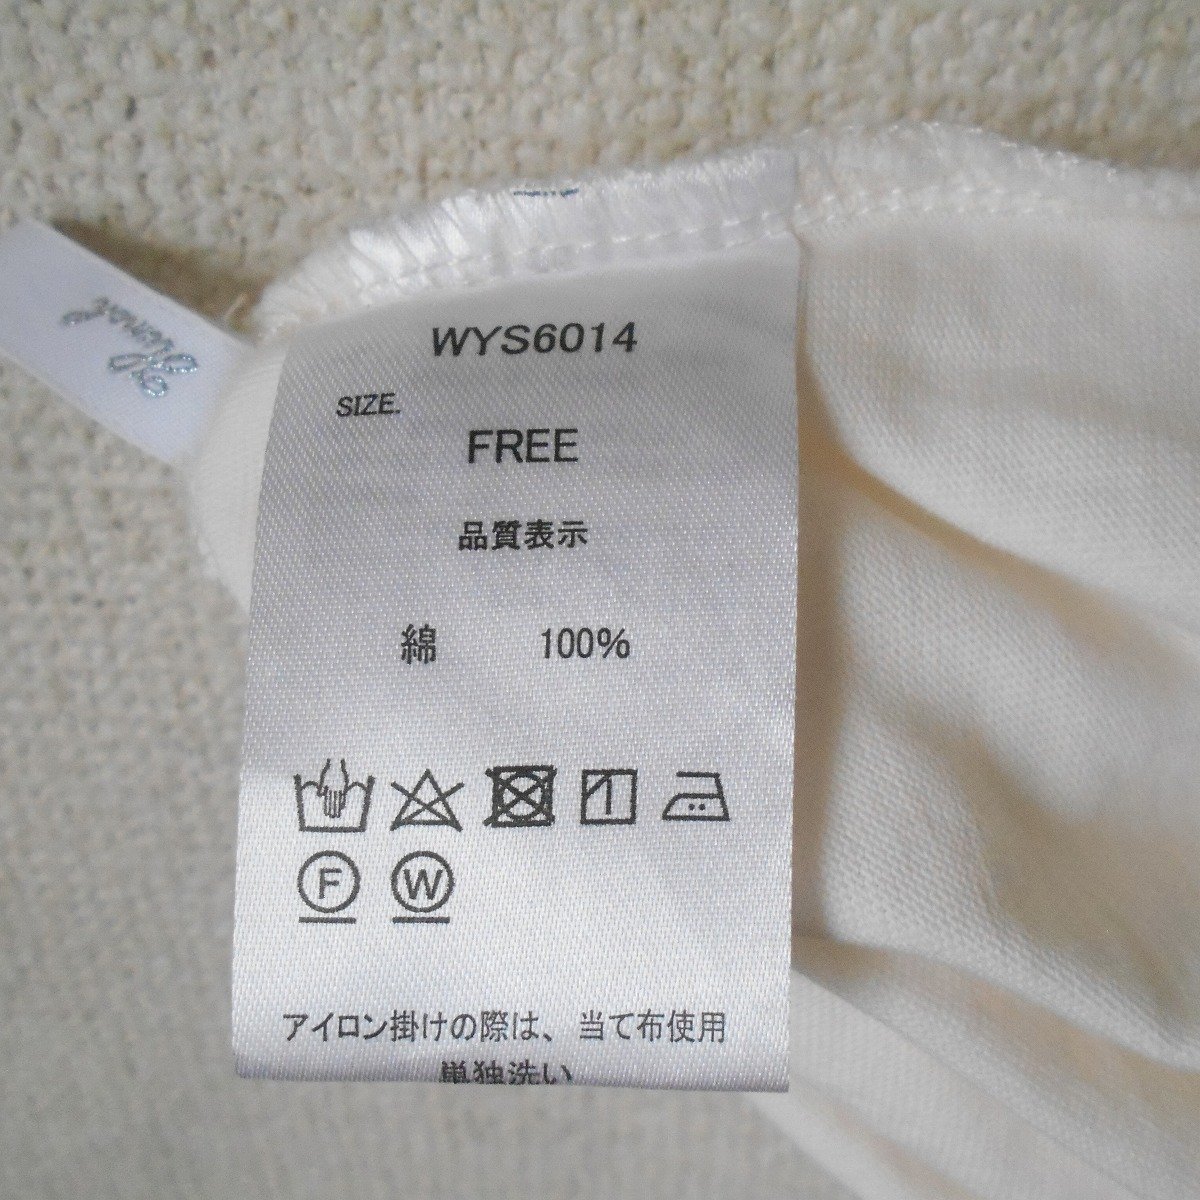 WYS6014
SIZE.
FREE
品質表示
綿 100%
F W
アイロン掛けの際は、当て布使用
単独洗い